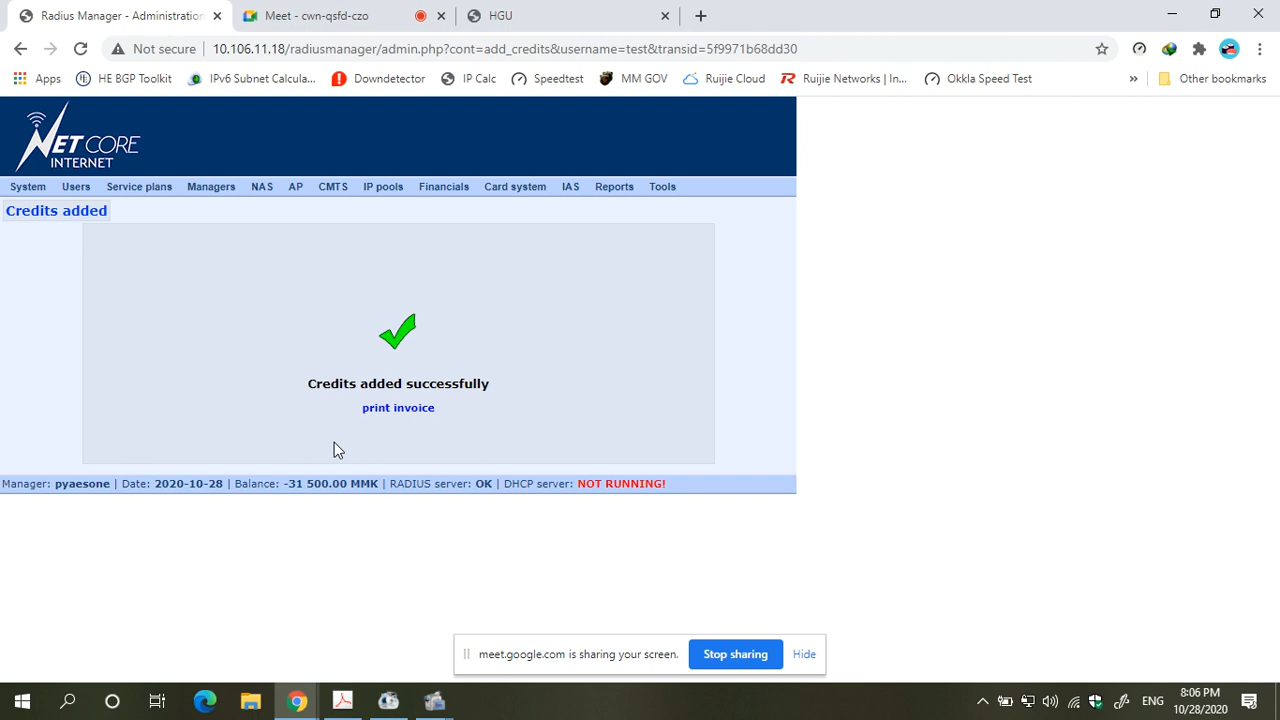 Radius Manager - Administration
Meet - cwn-qsfd-czo
HGU
Not secure
10.106.11.18/radiusmanager/admin.php?cont=add_credits&username=test&transid=5f9971b68dd30
Apps
HE BGP Toolkit
IPv6 Subnet Calcula...
Downdetector
IP Calc
Speedtest
MM GOV
Ruijie Cloud
Ruijie Networks | In...
Okkla Speed Test
»
Other bookmarks
NET CORE
INTERNET
System Users Service plans Managers NAS AP CMTS IP pools Financials Card system IAS Reports Tools
Credits added
Credits added successfully
print invoice
Manager: pyaesone | Date: 2020-10-28 | Balance: -31 500.00 MMK | RADIUS server: OK | DHCP server: NOT RUNNING!
meet.google.com is sharing your screen.
Stop sharing
Hide
ENG
8:06 PM
10/28/2020